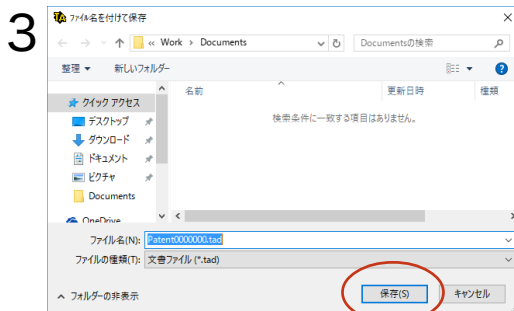 3
ファイル名を付けて保存
« Work › Documents
Documentsの検索
整理 新しいフォルダー
名前 更新日時 種類
検索条件に一致する項目はありません。
クイック アクセス
デスクトップ
ダウンロード
ドキュメント
ピクチャ
Documents
OneDrive
ファイル名(N): Patent0000000.tad
ファイルの種類(T): 文書ファイル (*.tad)
フォルダーの非表示 保存(S) キャンセル